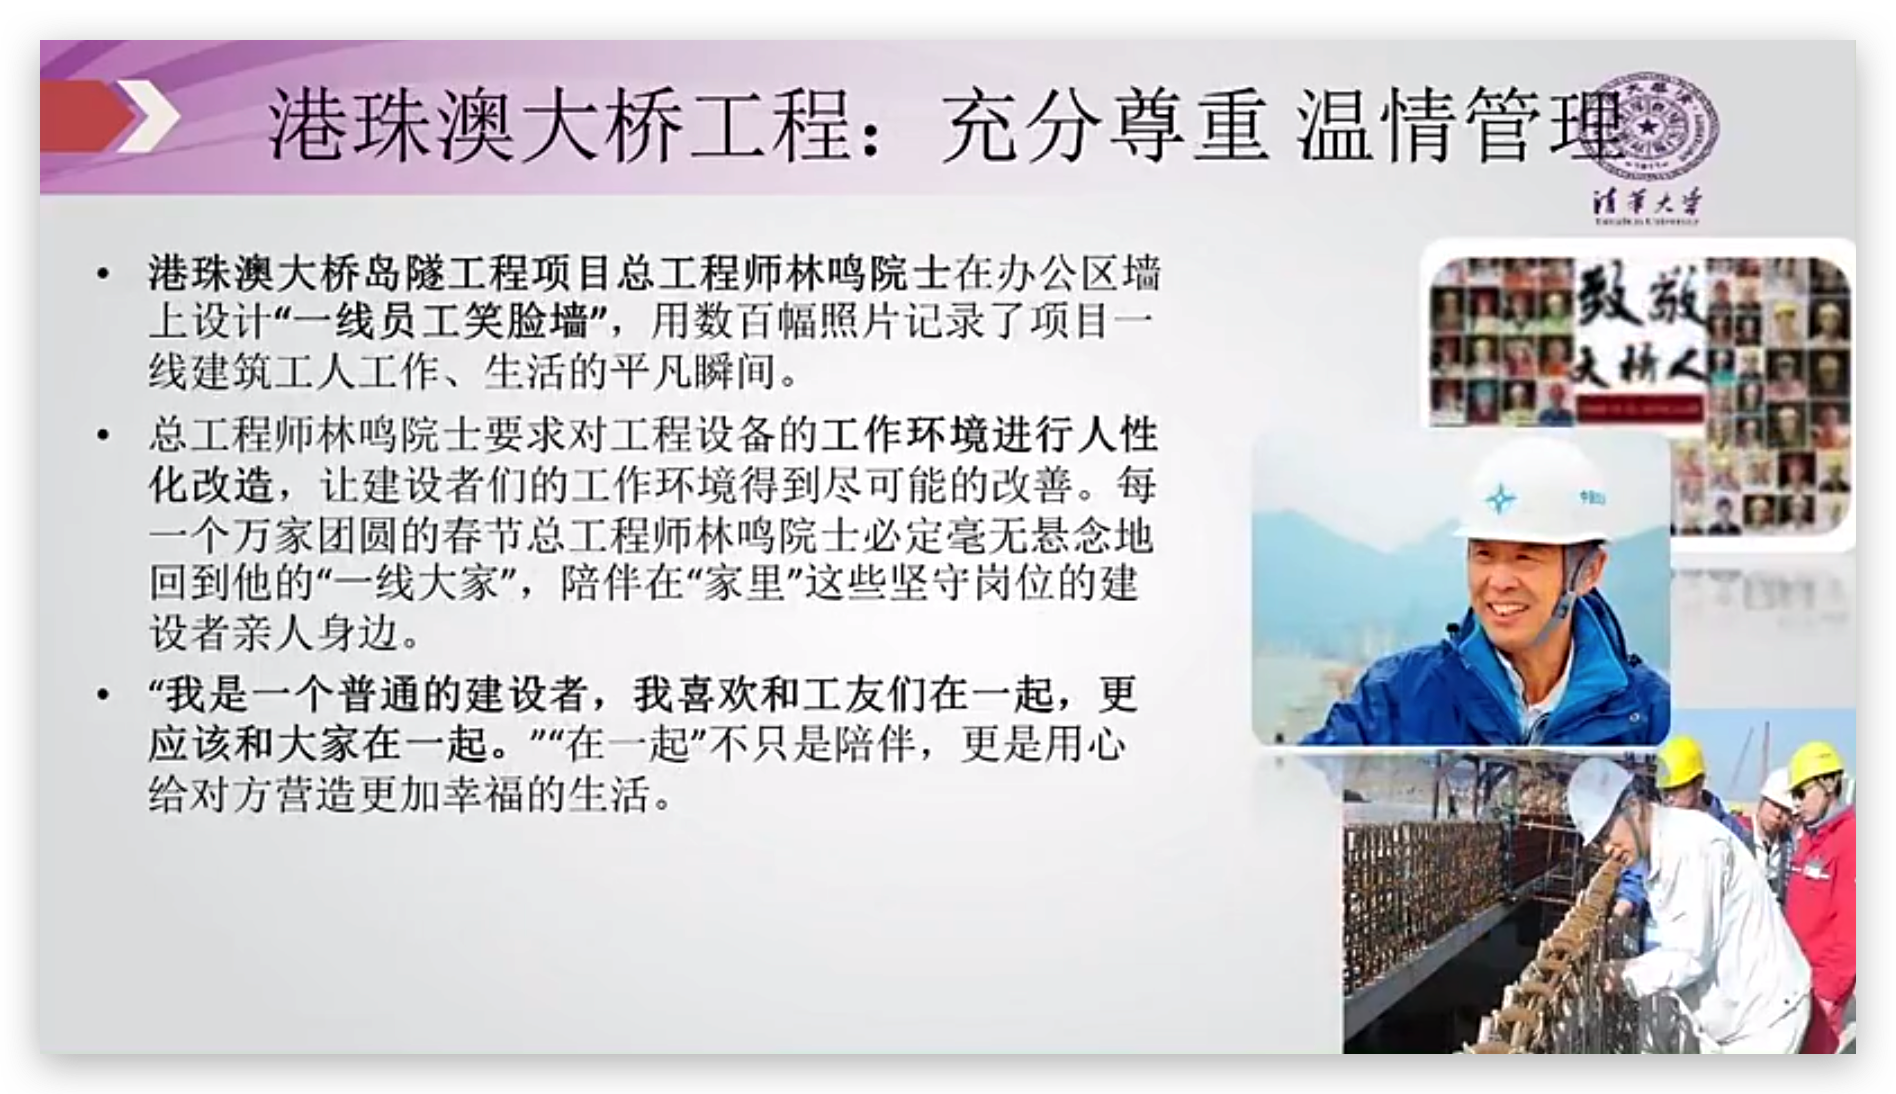 港珠澳大桥工程： 充分尊重 温情管理
清华大学
• 港珠澳大桥岛隧工程项目总工程师林鸣院士在办公区墙
上设计“一线员工笑脸墙”，用数百幅照片记录了项目一
线建筑工人工作、生活的平凡瞬间。
• 总工程师林鸣院士要求对工程设备的工作环境进行人性
化改造，让建设者们的工作环境得到尽可能的改善。每
一个万家团圆的春节总工程师林鸣院士必定毫无悬念地
回到他的“一线大家”，陪伴在“家里”这些坚守岗位的建
设者亲人身边。
• “我是一个普通的建设者，我喜欢和工友们在一起，更
应该和大家在一起。”“在一起”不只是陪伴，更是用心
给对方营造更加幸福的生活。
致敬
大桥人